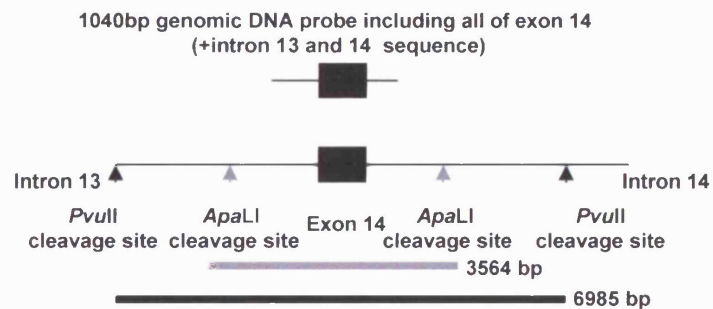 1040bp genomic DNA probe including all of exon 14
(+intron 13 and 14 sequence)
Intron 13
Intron 14
PvuII
cleavage site
ApaLI
cleavage site
Exon 14
ApaLI
cleavage site
PvuII
cleavage site
3564 bp
6985 bp